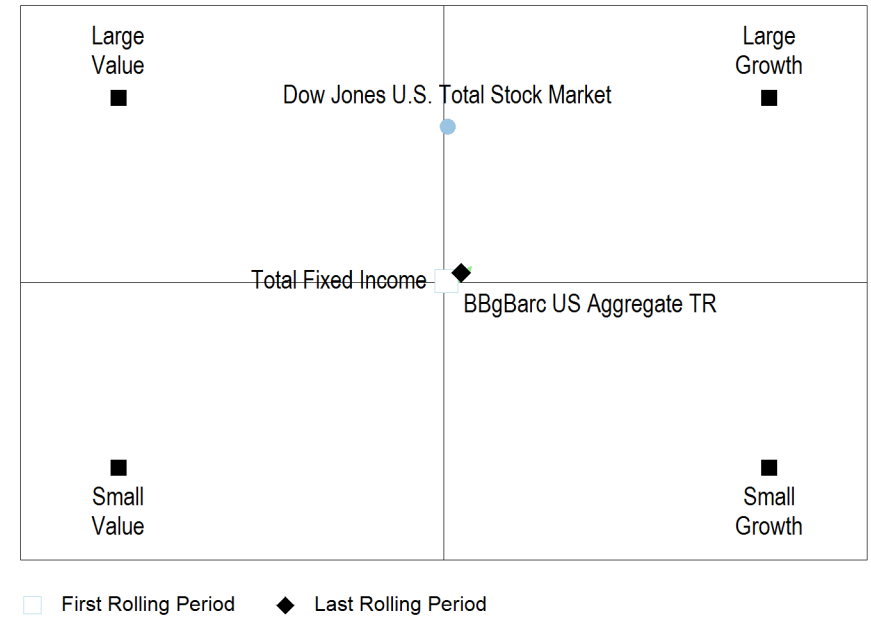 Large
Value
Large
Growth
Dow Jones U.S. Total Stock Market
Total Fixed Income
BBgBarc US Aggregate TR
Small
Value
Small
Growth
First Rolling Period
Last Rolling Period